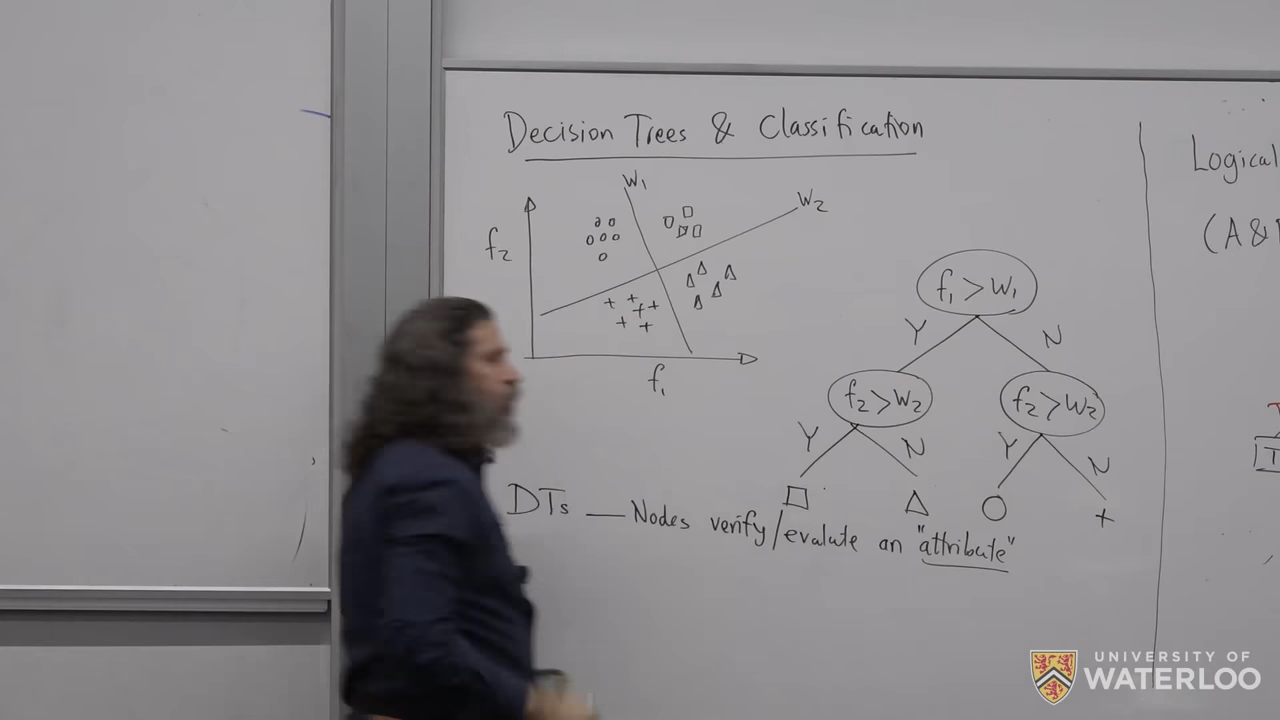 Decision Trees & Classification
W1
W2
f2
f1
f1 > W1
Y
N
f2 > W2
f2 > W2
Y
N
Y
N
DTs — Nodes verify/evaluate an "attribute"
Logical
(A &
UNIVERSITY OF
WATERLOO